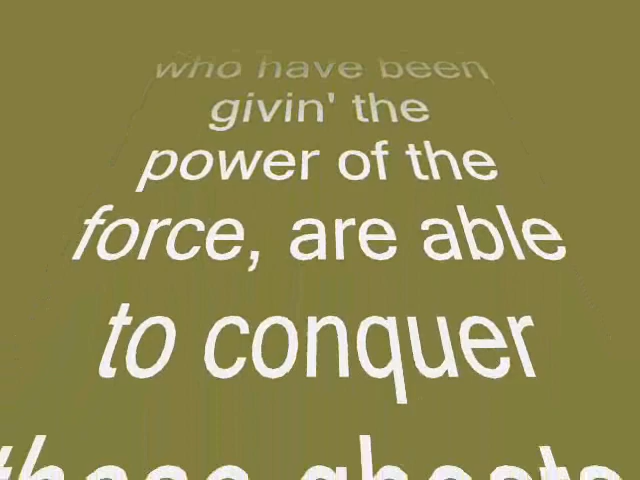 who have been
givin' the
power of the
force, are able
to conquer
these ghosts